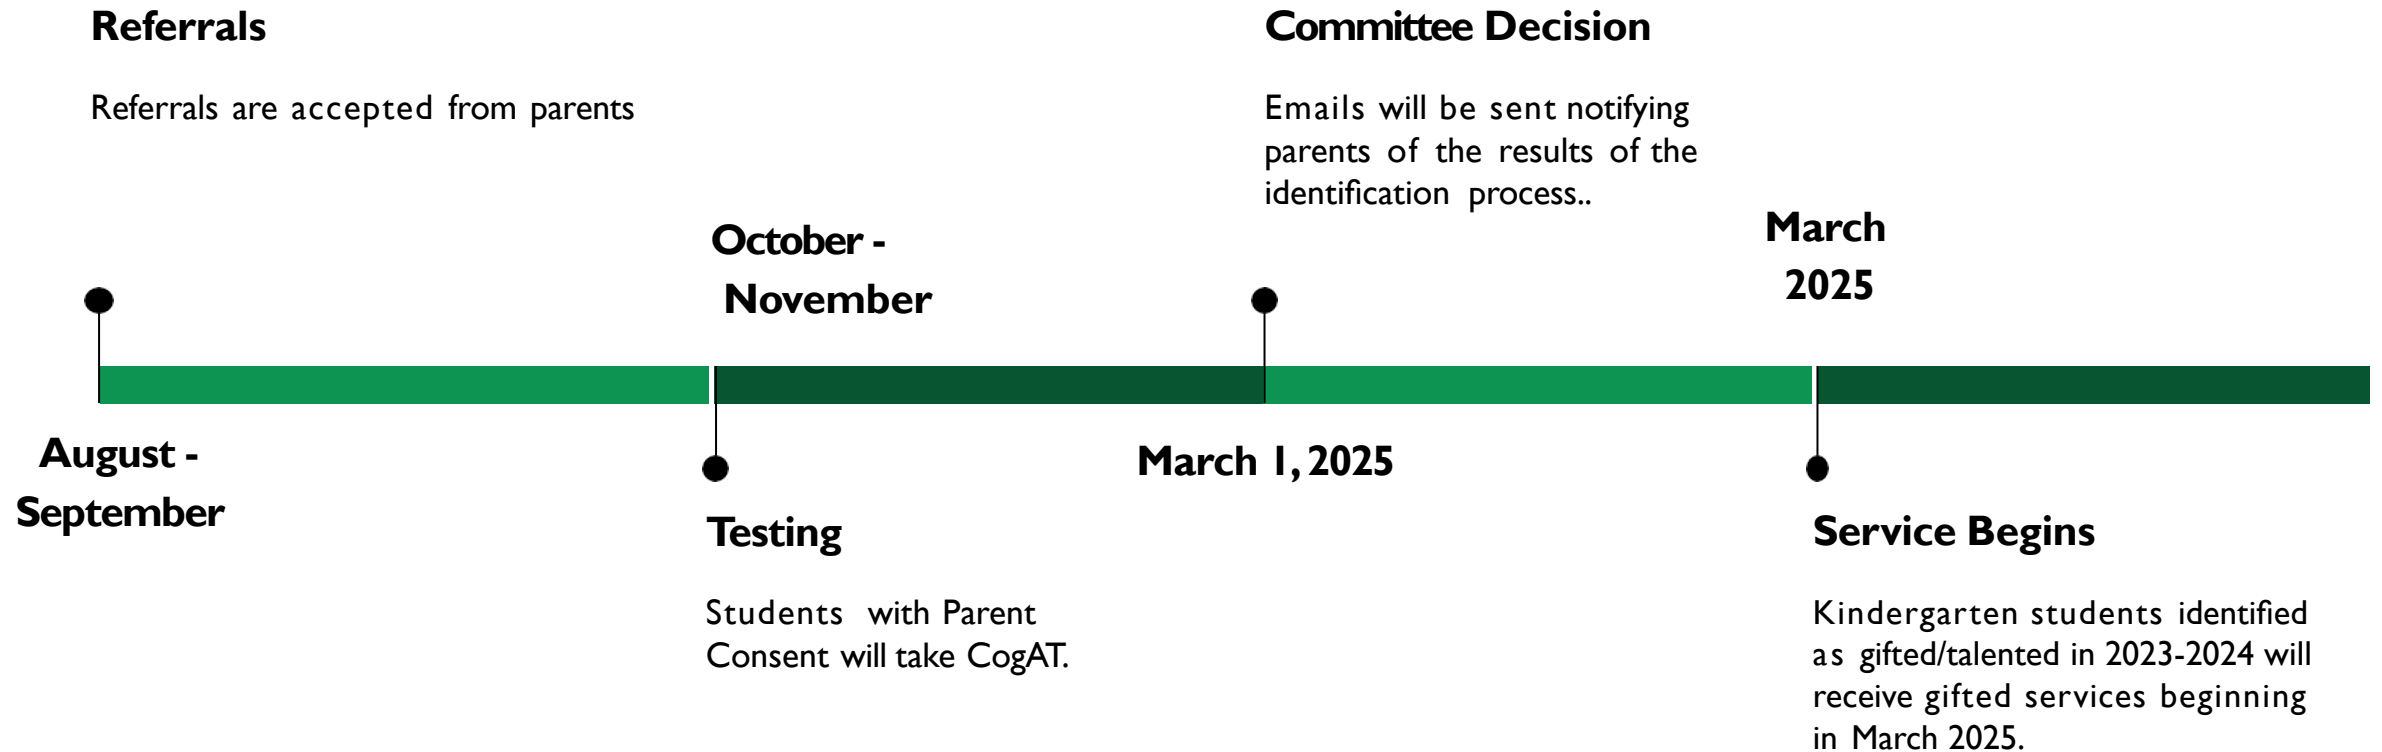 Referrals
Referrals are accepted from parents
August -
September
October -
November
Testing
Students with Parent
Consent will take CogAT.
Committee Decision
Emails will be sent notifying
parents of the results of the
identification process..
March 1, 2025
March
2025
Service Begins
Kindergarten students identified
as gifted/talented in 2023-2024 will
receive gifted services beginning
in March 2025.